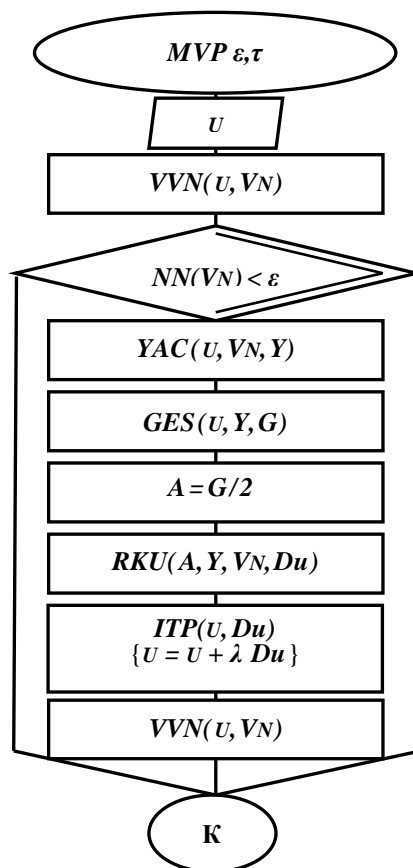 MVP ε,τ
U
VVN(U,VN)
NN(VN) < ε
YAC(U,VN,Y)
GES(U,Y,G)
A = G/2
RKU(A,Y,VN,Du)
ITP(U,Du)
{U = U + λ Du}
VVN(U,VN)
К